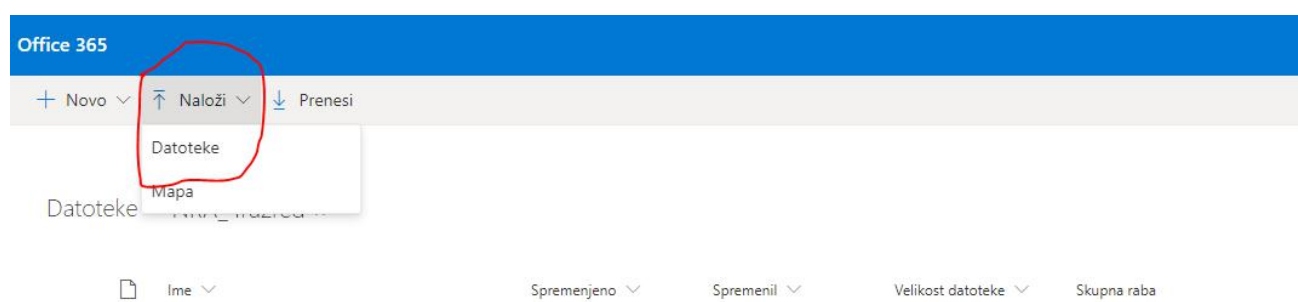 Office 365
Novo Naloži Prenesi
Datoteke
Mapa
Datoteke
Ime Spremenjeno Spremenil Velikost datoteke Skupna raba